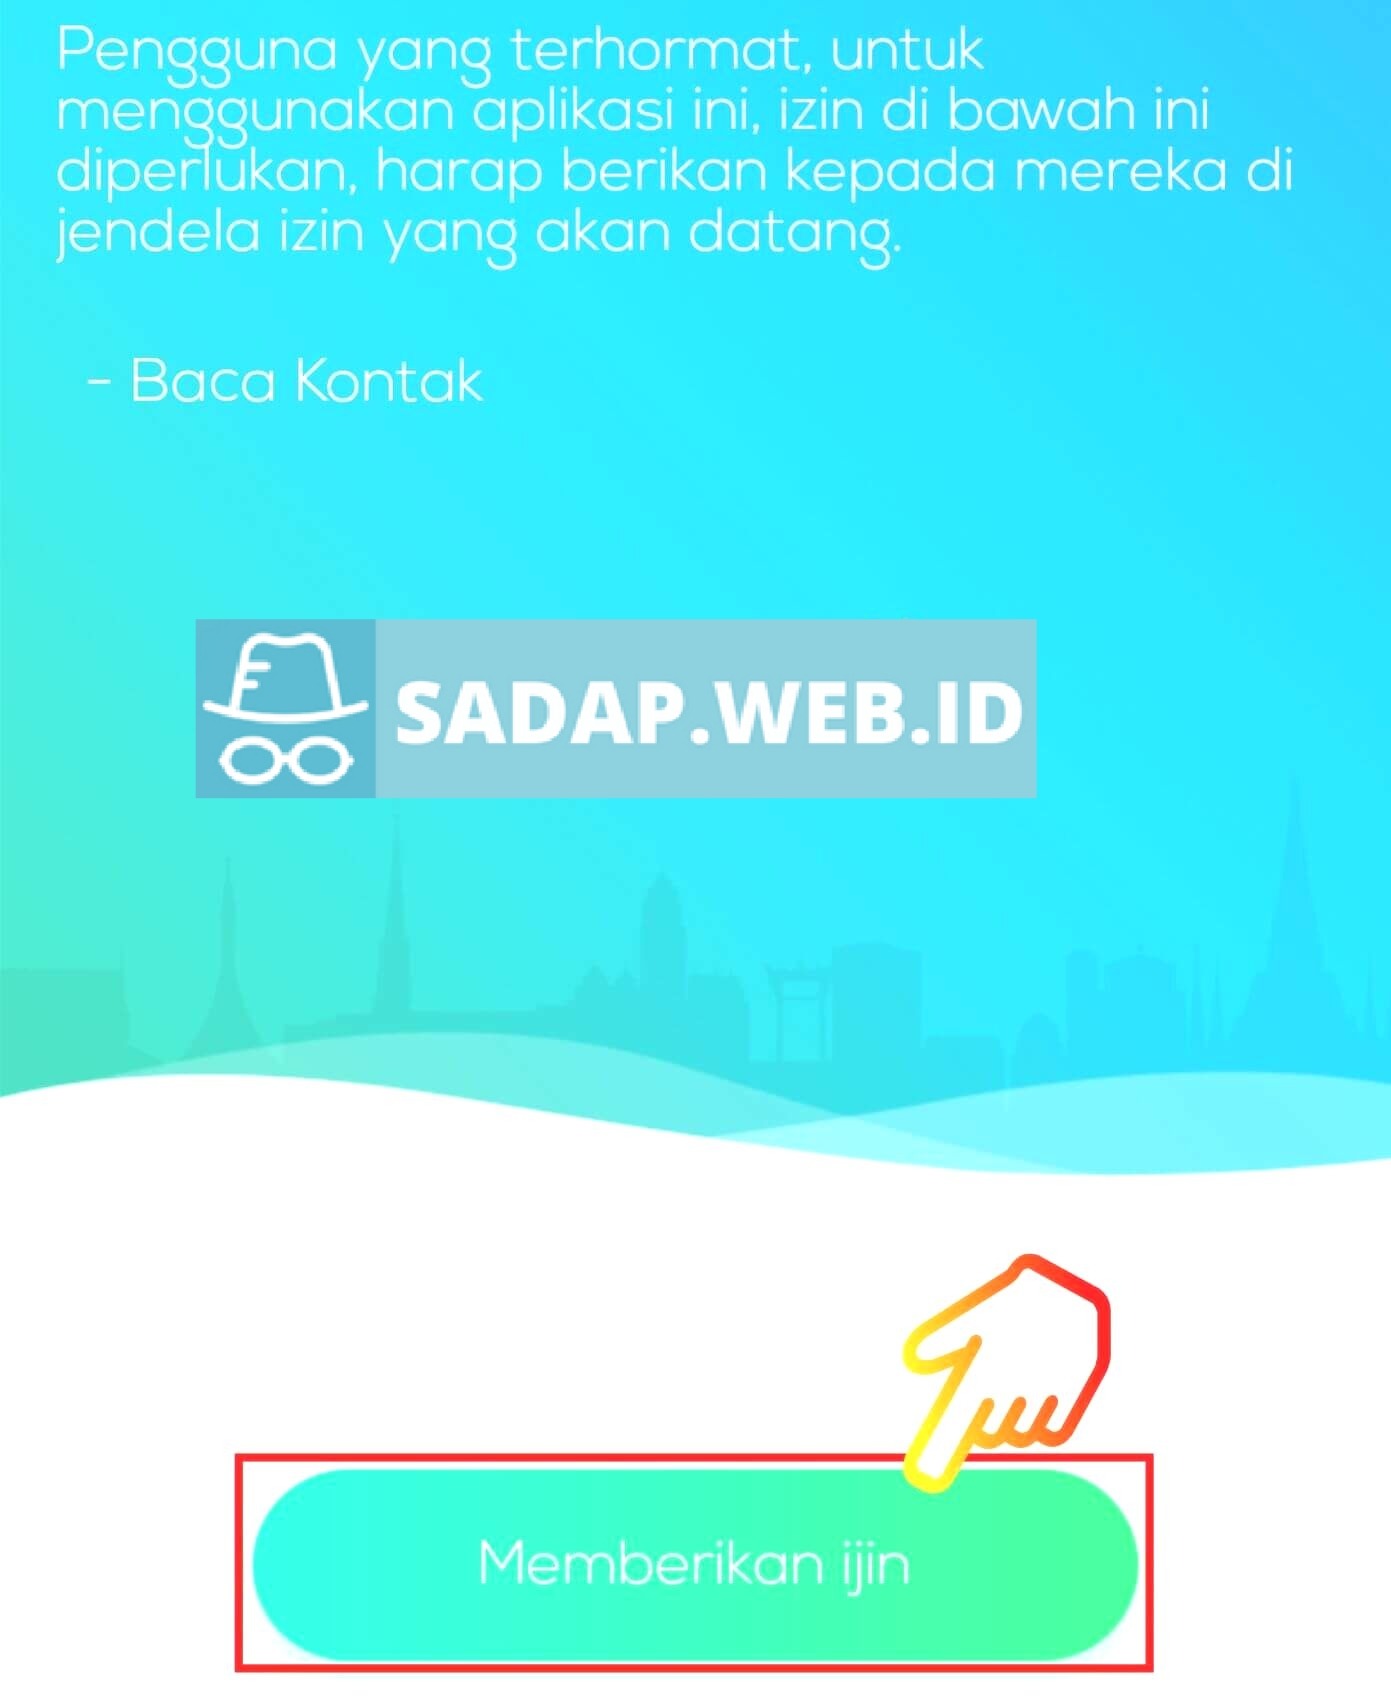 Pengguna yang terhormat, untuk
menggunakan aplikasi ini, izin di bawah ini
diperlukan, harap berikan kepada mereka di
jendela izin yang akan datang.
- Baca Kontak
SADAP.WEB.ID
Memberikan ijin